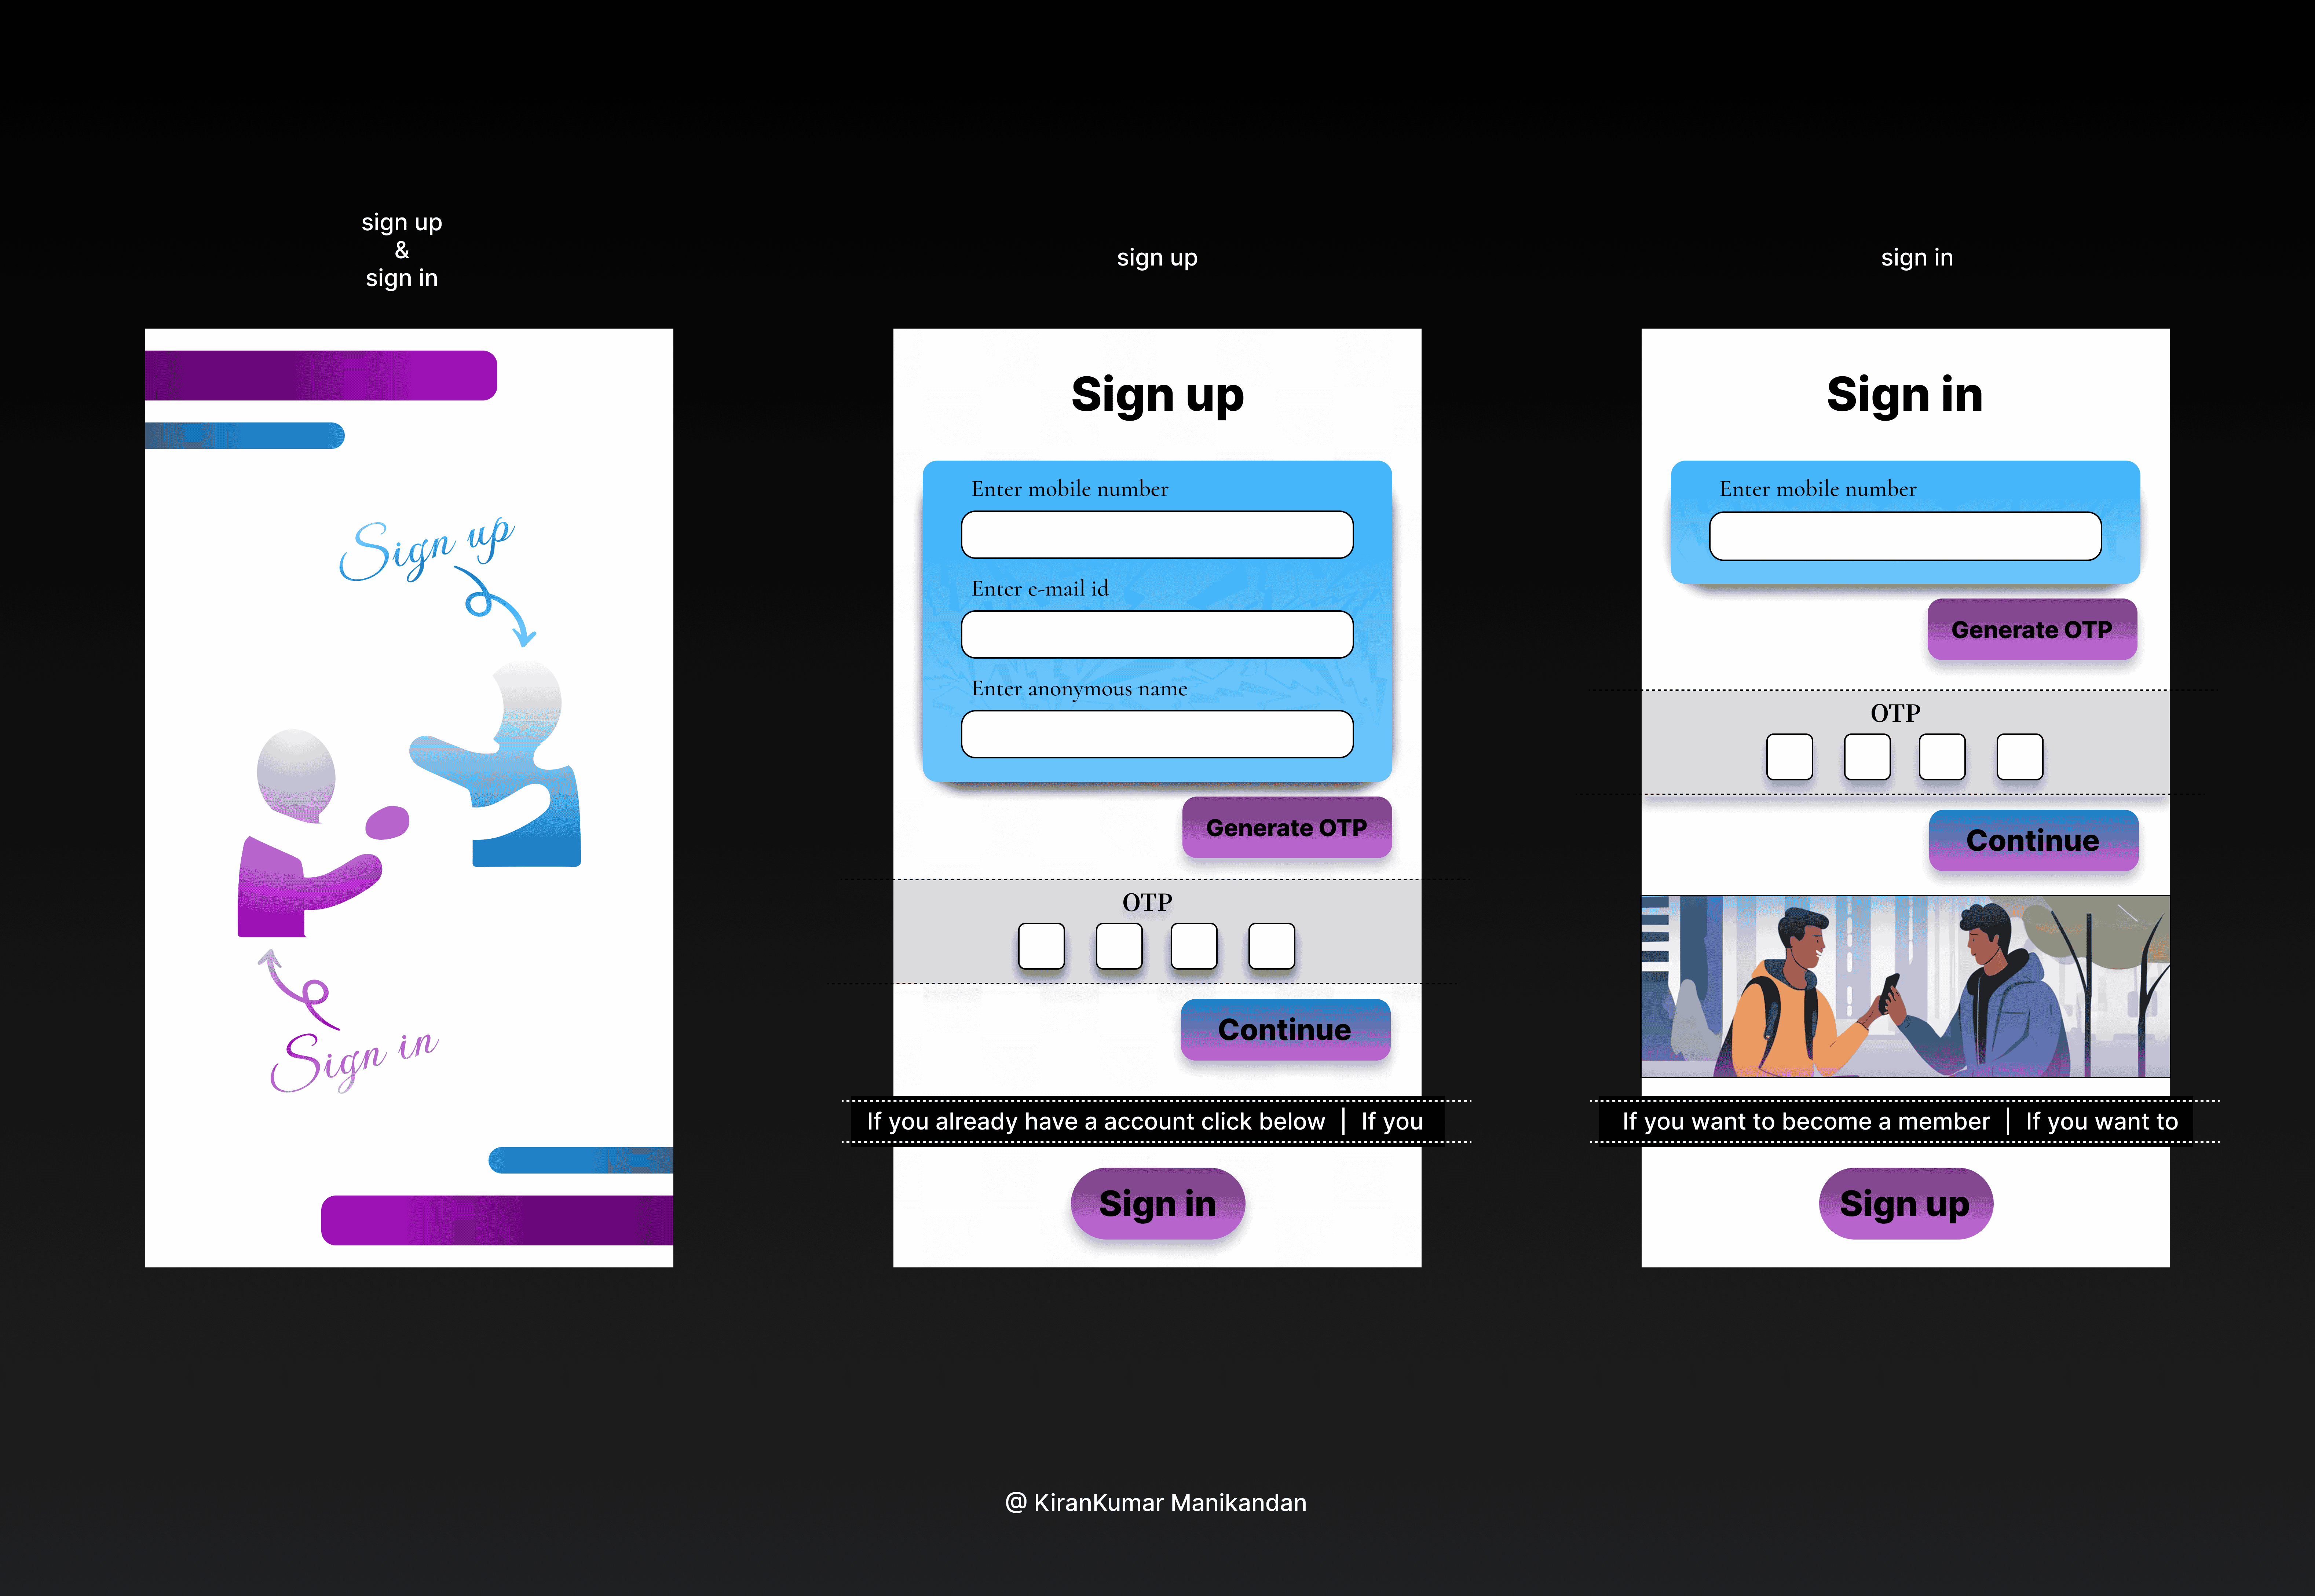 sign up
&
sign in
Sign up
Sign in
sign up
Sign up
Enter mobile number
Enter e-mail id
Enter anonymous name
Generate OTP
OTP
Continue
If you already have a account click below | If you
Sign in
sign in
Sign in
Enter mobile number
Generate OTP
OTP
Continue
If you want to become a member | If you want to
Sign up
@ KiranKumar Manikandan